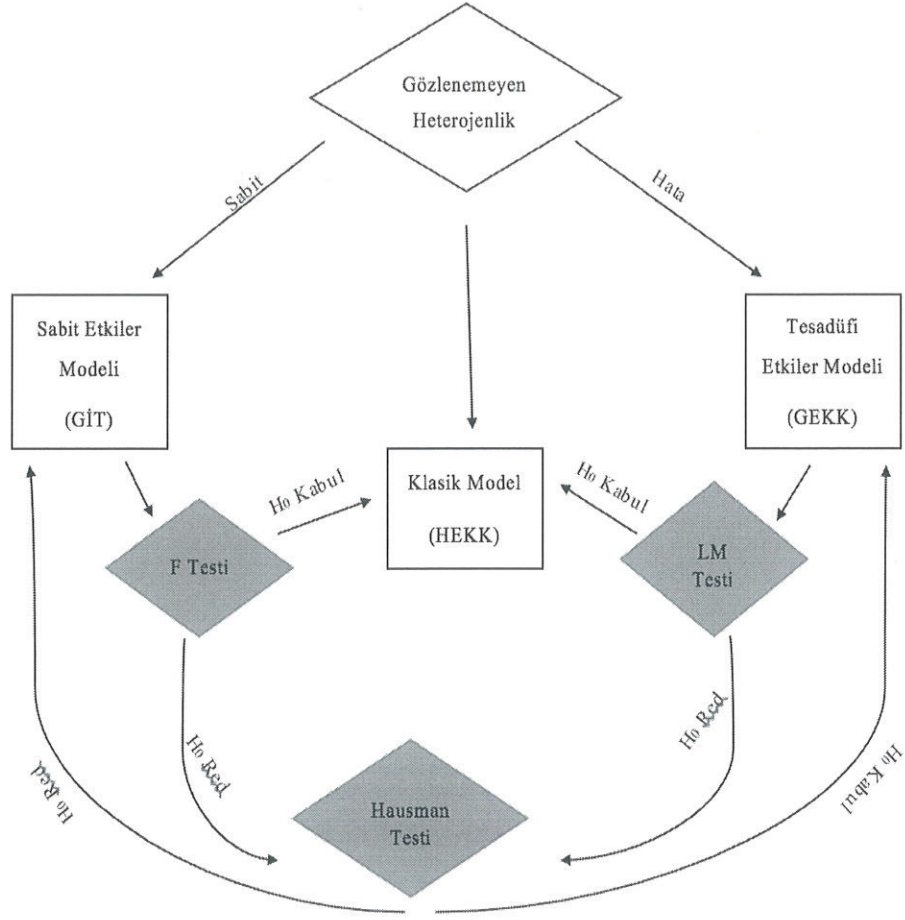 Gözlenemeyen
Heterojenlik
Sabit
Hata
Sabit Etkiler
Modeli
(GİT)
Tesadüfi
Etkiler Modeli
(GEKK)
H₀ Kabul
Klasik Model
(HEKK)
H₀ Kabul
F Testi
LM
Testi
H₀ Red
H₀ Red
H₀ Red
H₀ Kabul
Hausman
Testi